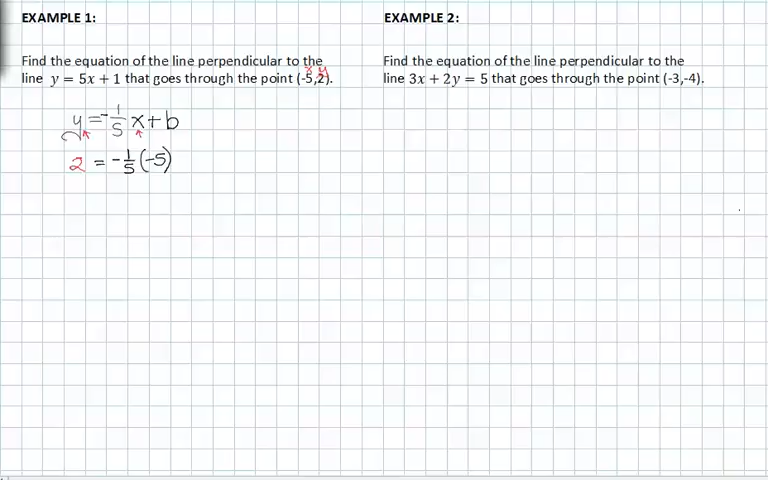 EXAMPLE 1:
Find the equation of the line perpendicular to the
line y = 5x + 1 that goes through the point (-5,2).
x y
y = -1/5 x + b
2 = -1/5 (-5)
EXAMPLE 2:
Find the equation of the line perpendicular to the
line 3x + 2y = 5 that goes through the point (-3,-4).